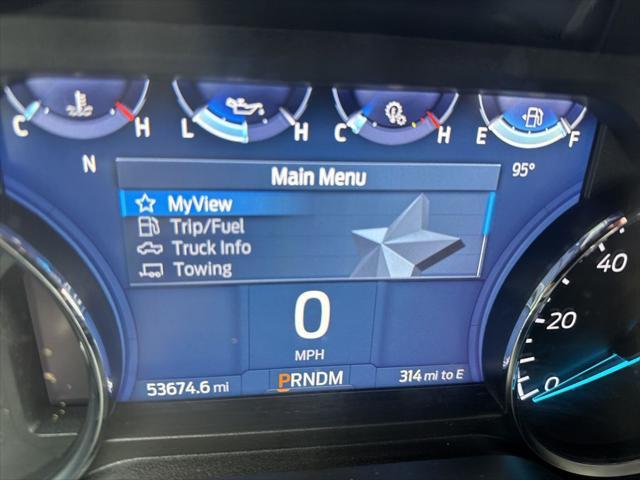 C H L H C H E F
N 95°
Main Menu
MyView
Trip/Fuel
Truck Info
Towing
0
MPH
53674.6 mi PRNDM 314 mi to E
40
20
0